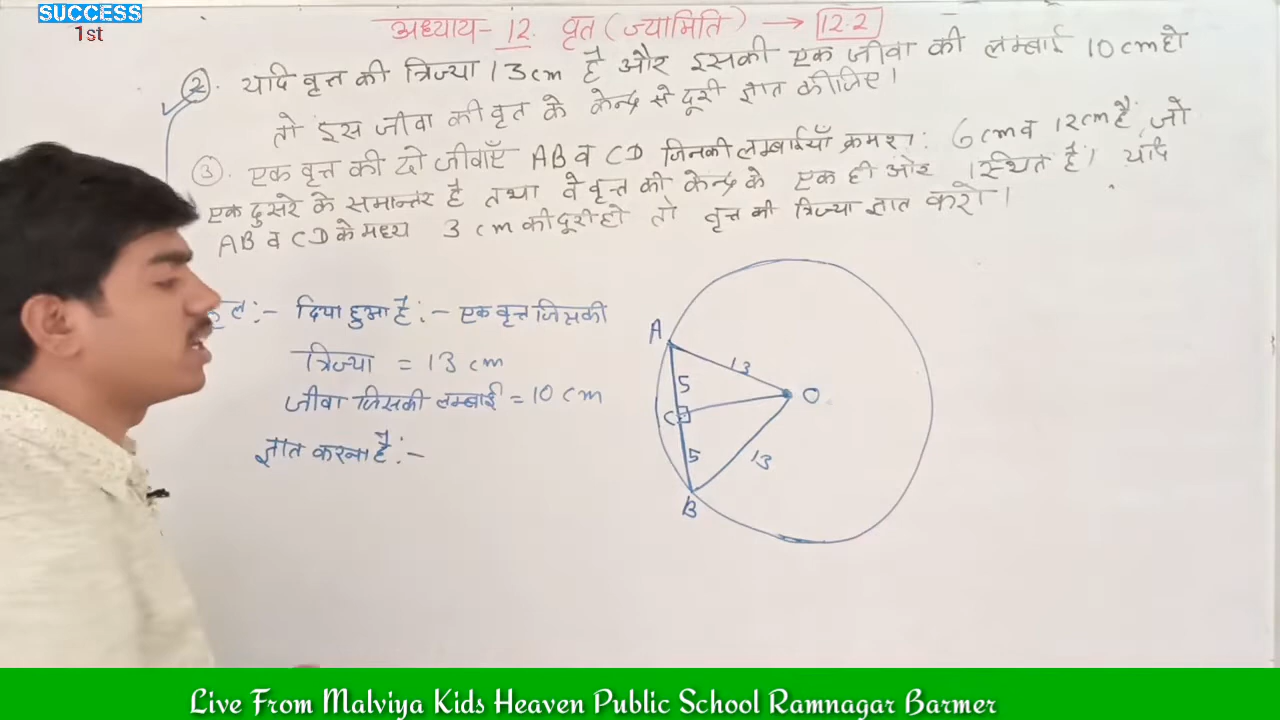 SUCCESS
1st
अध्याय- 12. वृत (ज्यामिति) → 12.2
②. यदि वृत्त की त्रिज्या 13cm है और इसकी एक जीवा की लम्बाई 10cm हो
तो इस जीवा की वृत के केन्द्र से दूरी ज्ञात कीजिए।
③. एक वृत्त की दो जीवाएँ AB व CD जिनकी लम्बाईयाँ क्रमश: 6cm व 12cm है, जो
एक दुसरे के समान्तर है तथा वे वृत्त की केन्द्र के एक ही ओर स्थित है। यदि
AB व CD के मध्य 3 cm की दूरी हो तो वृत्त की त्रिज्या ज्ञात करो।
हल:- दिया हुआ है:- एक वृत्त जिसकी
त्रिज्या = 13 cm
जीवा जिसकी लम्बाई = 10 cm
ज्ञात करना है:-
A
13
5
O
C
5
13
B
Live From Malviya Kids Heaven Public School Ramnagar Barmer